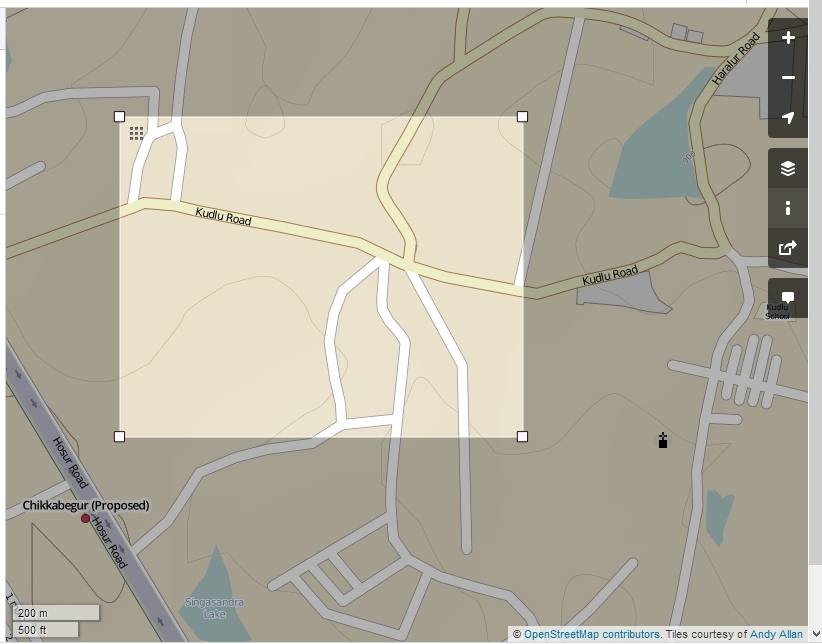 Haralur Road
900
Kudlu Road
Kudlu Road
Kudlu
School
Hosur Road
Chikkabegur (Proposed)
Hosur Road
Singasandra
Lake
200 m
500 ft
© OpenStreetMap contributors. Tiles courtesy of Andy Allan